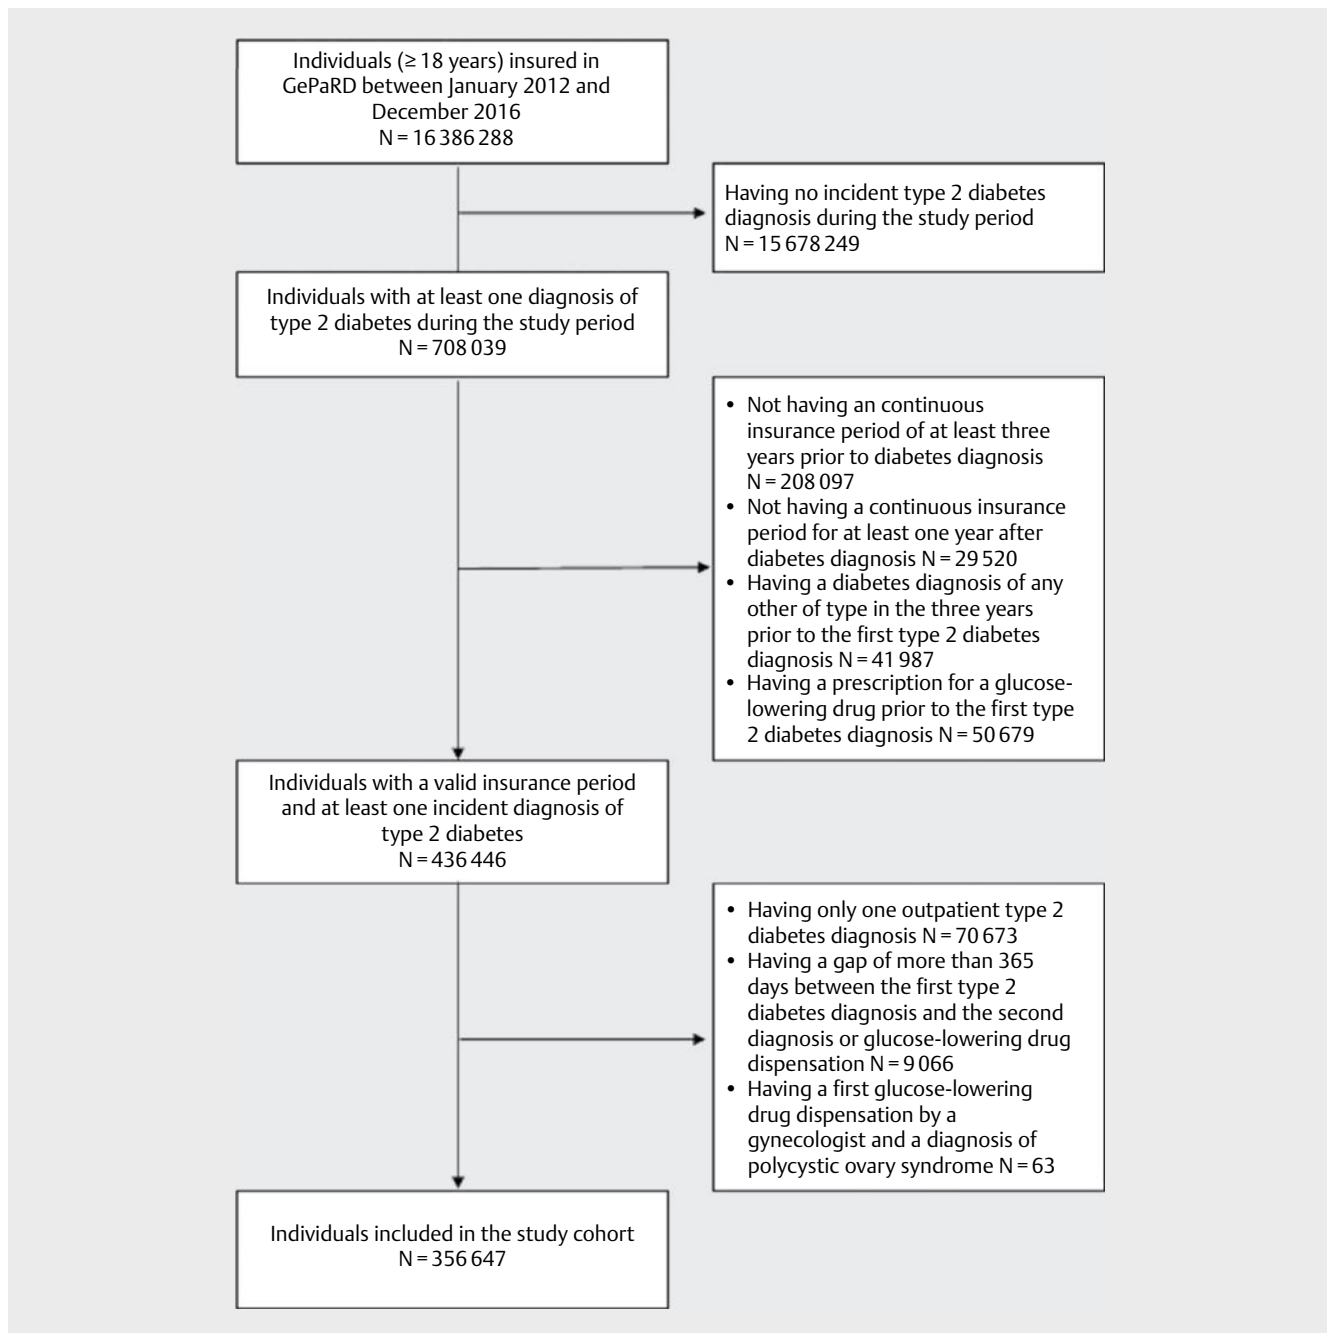 Individuals (≥ 18 years) insured in
GePaRD between January 2012 and
December 2016
N = 16 386 288
Having no incident type 2 diabetes
diagnosis during the study period
N = 15 678 249
Individuals with at least one diagnosis of
type 2 diabetes during the study period
N = 708 039
• Not having an continuous
insurance period of at least three
years prior to diabetes diagnosis
N = 208 097
• Not having a continuous insurance
period for at least one year after
diabetes diagnosis N = 29 520
• Having a diabetes diagnosis of any
other of type in the three years
prior to the first type 2 diabetes
diagnosis N = 41 987
• Having a prescription for a glucose-
lowering drug prior to the first type
2 diabetes diagnosis N = 50 679
Individuals with a valid insurance period
and at least one incident diagnosis of
type 2 diabetes
N = 436 446
• Having only one outpatient type 2
diabetes diagnosis N = 70 673
• Having a gap of more than 365
days between the first type 2
diabetes diagnosis and the second
diagnosis or glucose-lowering drug
dispensation N = 9 066
• Having a first glucose-lowering
drug dispensation by a
gynecologist and a diagnosis of
polycystic ovary syndrome N = 63
Individuals included in the study cohort
N = 356 647